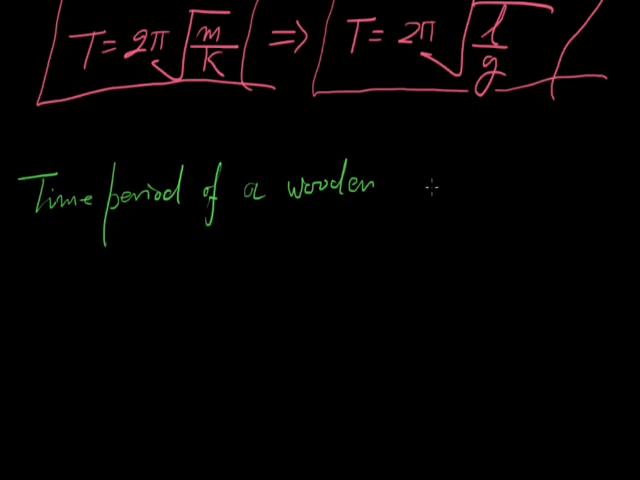 T = 2π√(m/K) => T = 2π√(l/g)
Time period of a wooden